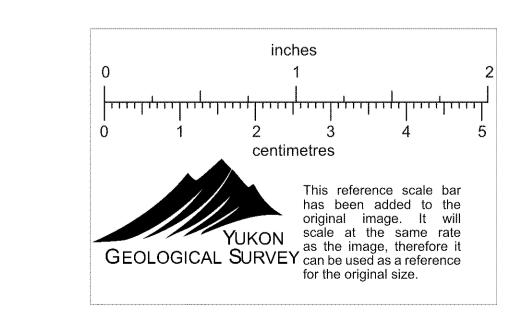 inches
0 1 2
0 1 2 3 4 5
centimetres
This reference scale bar
has been added to the
original image. It will
scale at the same rate
as the image, therefore it
can be used as a reference
for the original size.
YUKON
GEOLOGICAL SURVEY